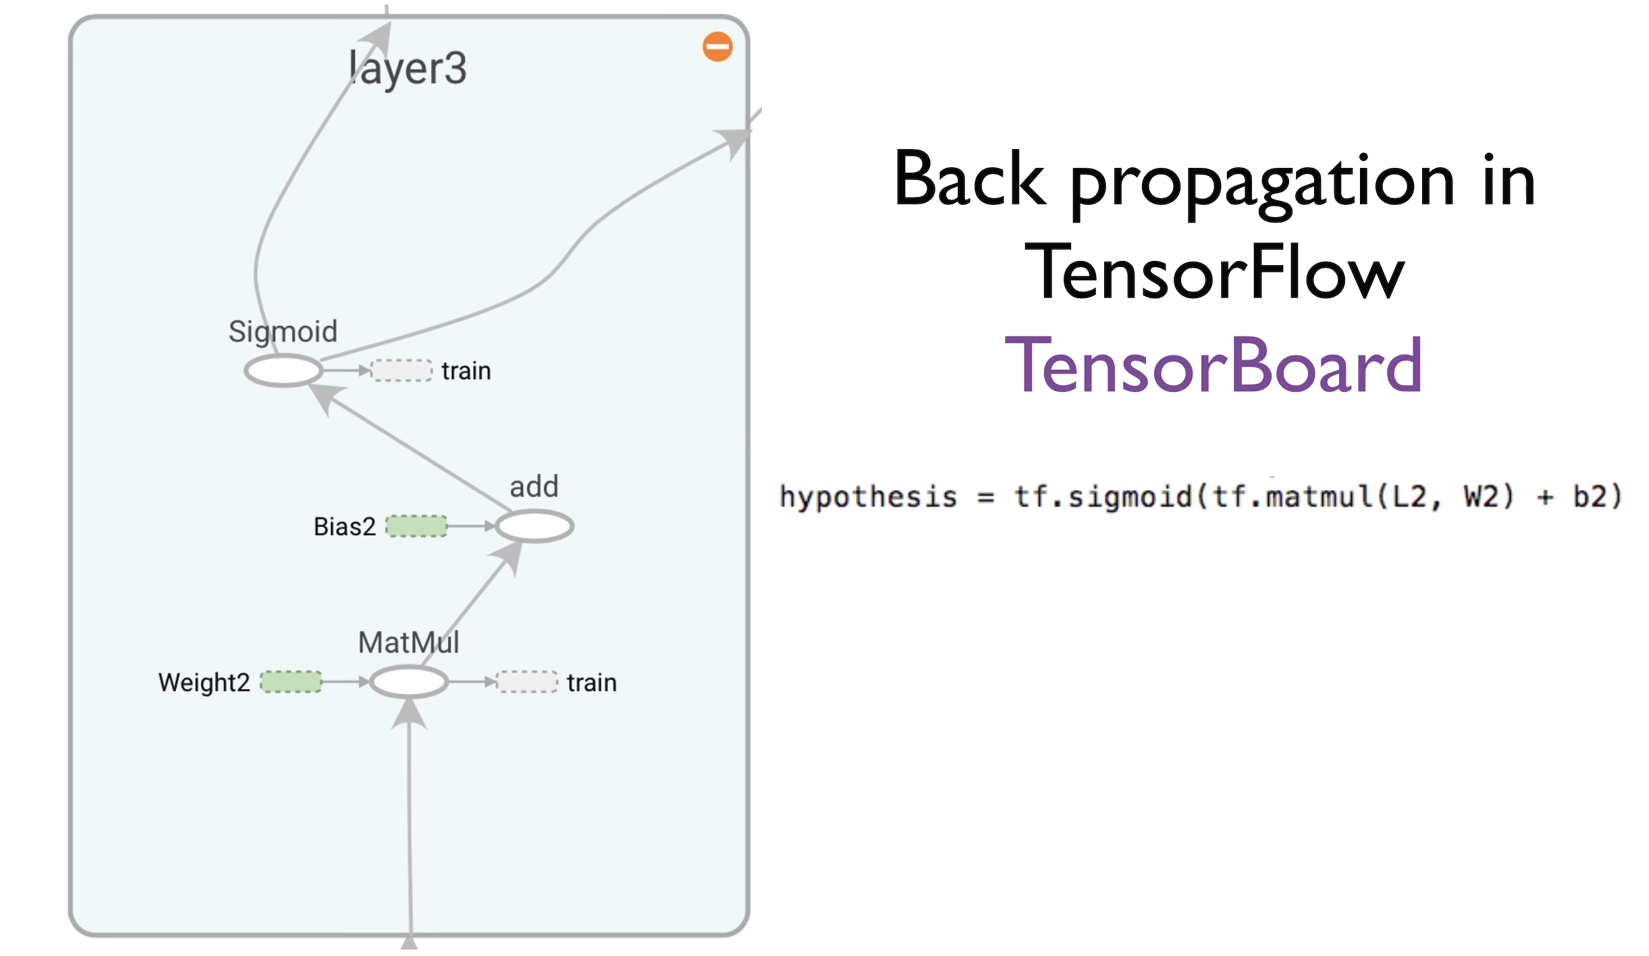 layer3
Sigmoid
train
add
Bias2
MatMul
Weight2
train
Back propagation in
TensorFlow
TensorBoard
hypothesis = tf.sigmoid(tf.matmul(L2, W2) + b2)